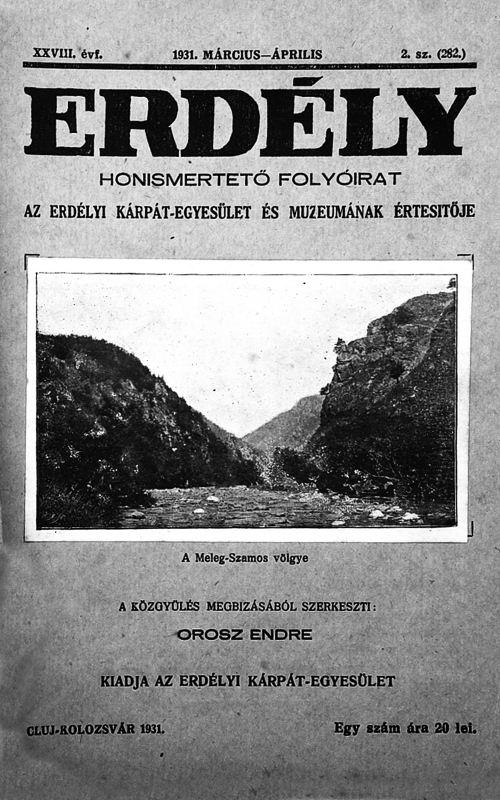 XXVIII. évf. 1931. MÁRCIUS—ÁPRILIS 2. sz. (282.)
ERDÉLY
HONISMERTETŐ FOLYÓIRAT
AZ ERDÉLYI KÁRPÁT-EGYESÜLET ÉS MUZEUMÁNAK ÉRTESITŐJE
A Meleg-Szamos völgye
A KÖZGYÜLÉS MEGBIZÁSÁBÓL SZERKESZTI:
OROSZ ENDRE
KIADJA AZ ERDÉLYI KÁRPÁT-EGYESÜLET
CLUJ-KOLOZSVÁR 1931. Egy szám ára 20 lei.